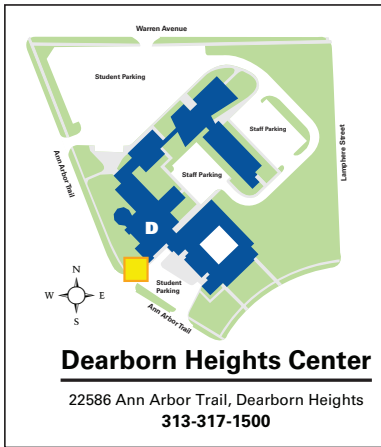 Warren Avenue
Student Parking
Staff Parking
Lamphere Street
Ann Arbor Trail
Staff Parking
D
N
W E
S
Student
Parking
Ann Arbor Trail
Dearborn Heights Center
22586 Ann Arbor Trail, Dearborn Heights
313-317-1500